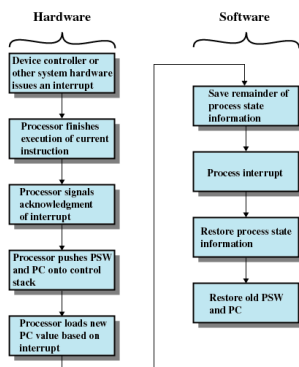 Hardware
Device controller or
other system hardware
issues an interrupt
Processor finishes
execution of current
instruction
Processor signals
acknowledgment
of interrupt
Processor pushes PSW
and PC onto control
stack
Processor loads new
PC value based on
interrupt
Software
Save remainder of
process state
information
Process interrupt
Restore process state
information
Restore old PSW
and PC